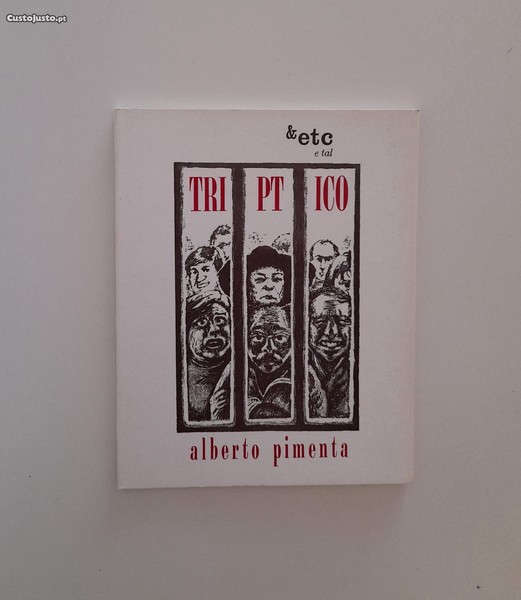 CustoJusto.pt
& etc
e tal
TRI PT ICO
alberto pimenta